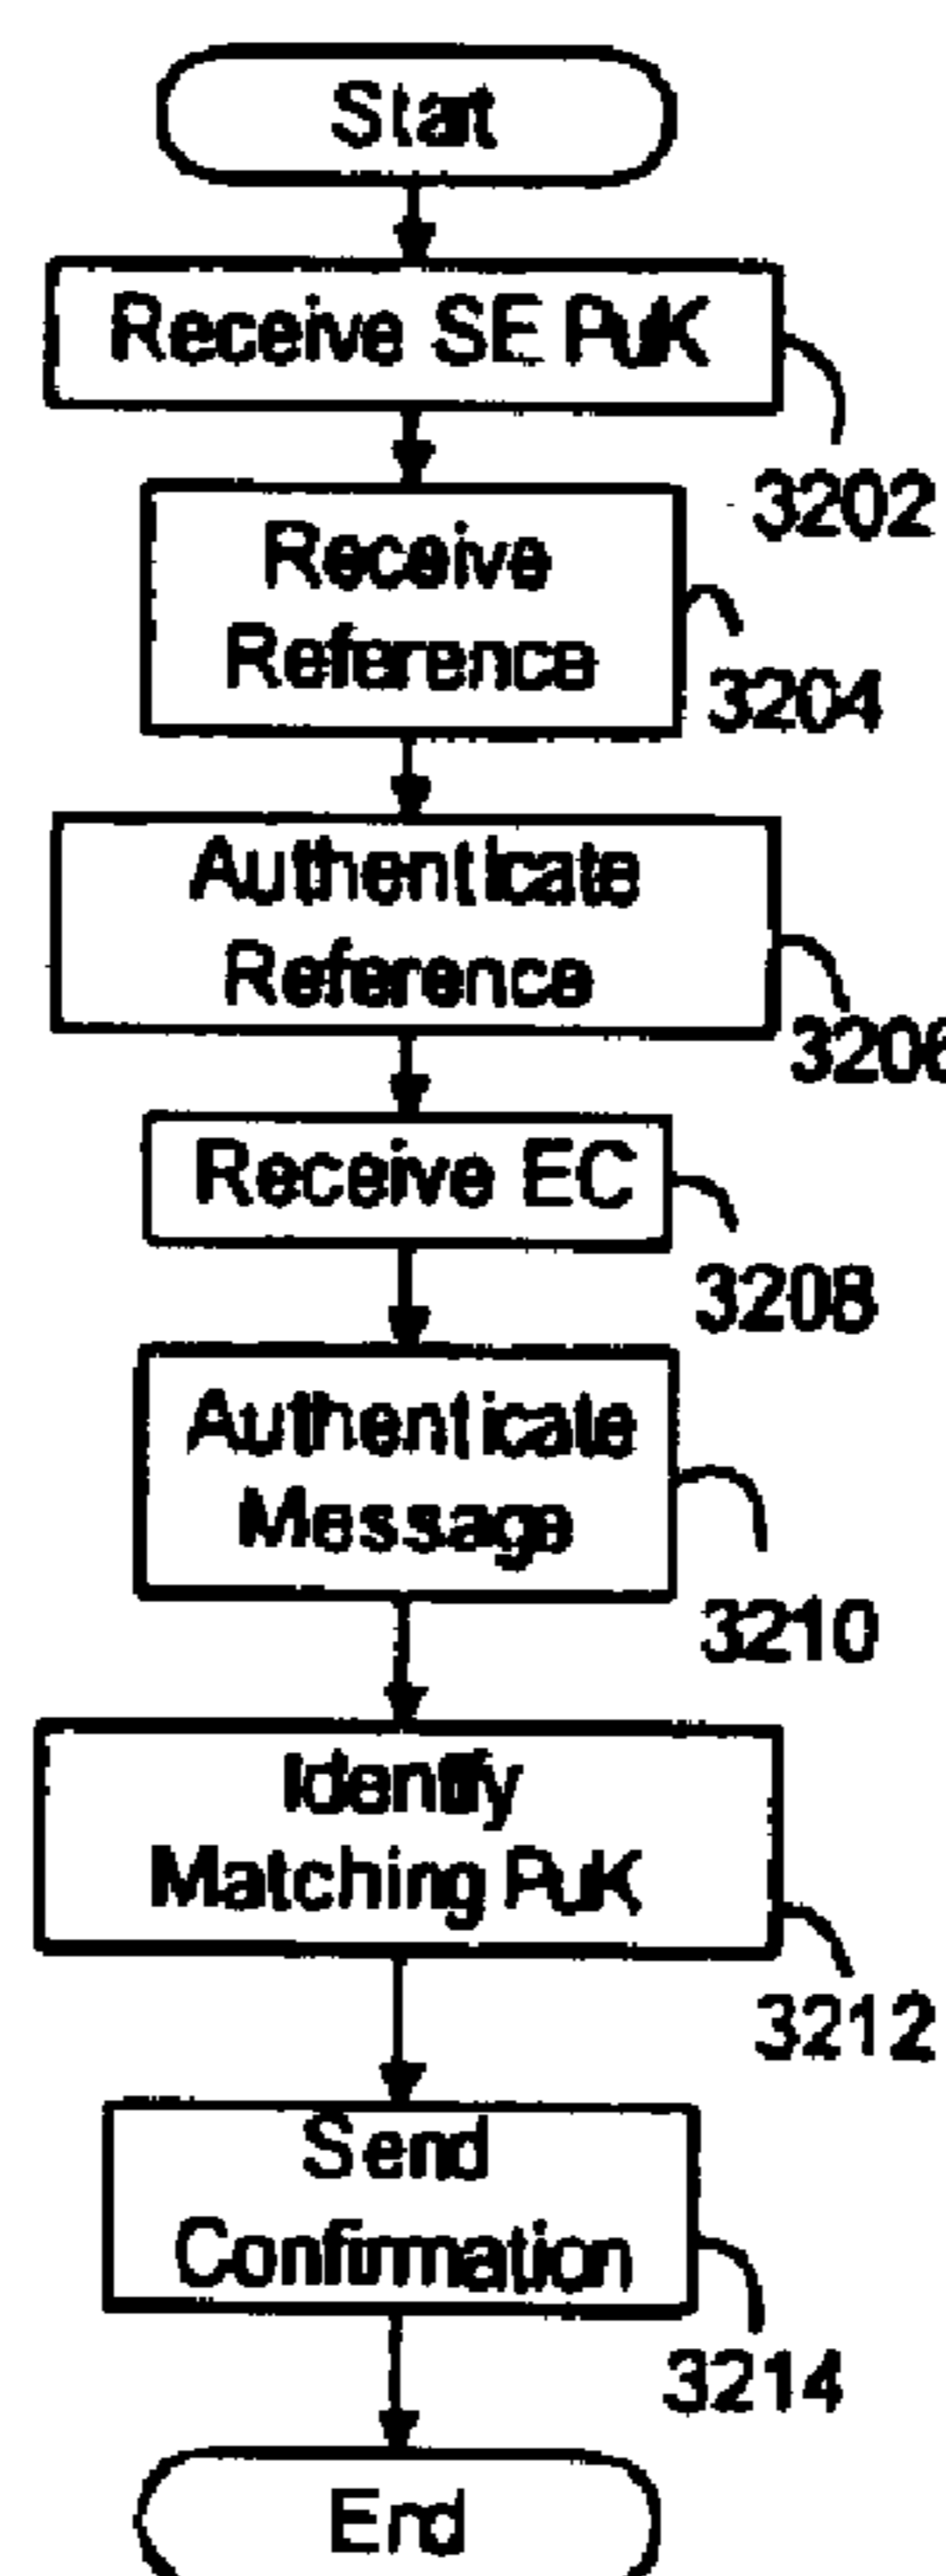 Start
Receive SE PuK
3202
Receive
Reference
3204
Authenticate
Reference
3206
Receive EC
3208
Authenticate
Message
3210
Identify
Matching PuK
3212
Send
Confirmation
3214
End